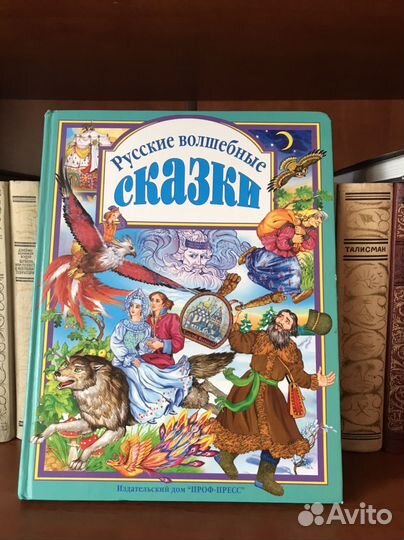 Русские волшебные
сказки
ТАЛИСМАН
Издательский дом "ПРОФ-ПРЕСС"
Avito